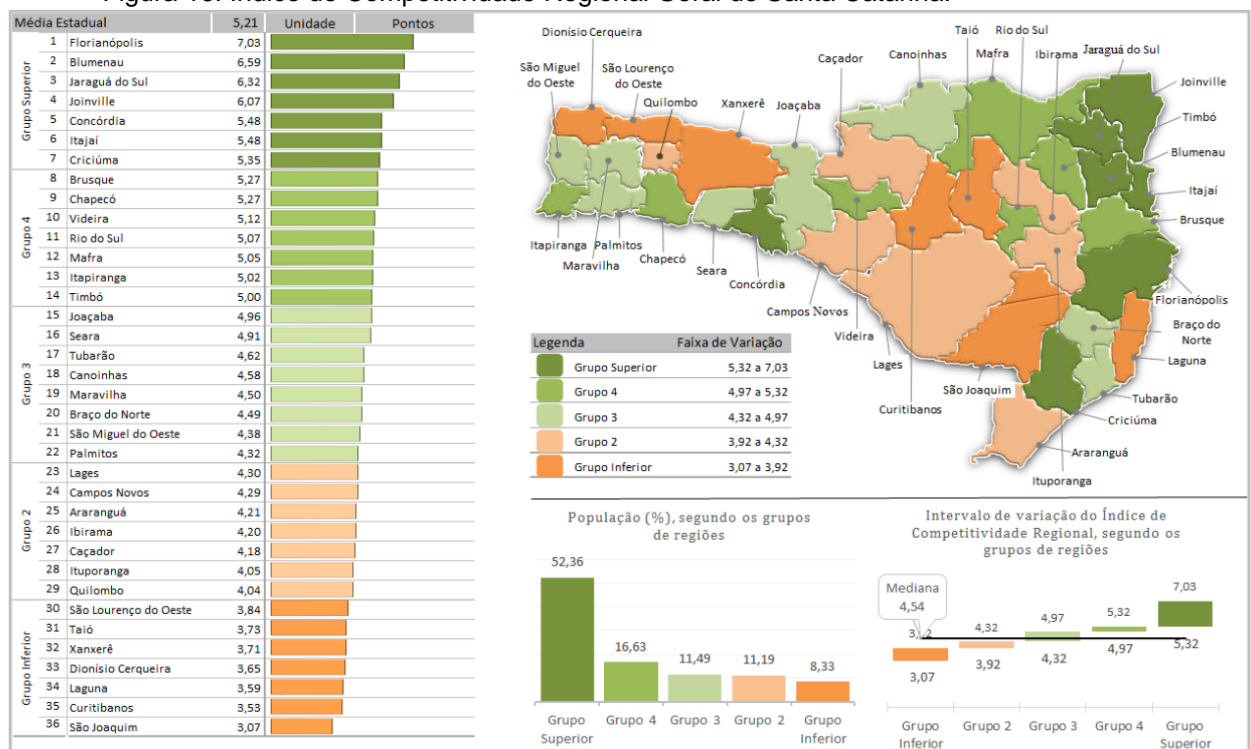 Figura 10. Índice de Competitividade Regional Geral de Santa Catarina.
Média Estadual 5,21 Unidade Pontos
Grupo Superior
1 Florianópolis 7,03
2 Blumenau 6,59
3 Jaraguá do Sul 6,32
4 Joinville 6,07
5 Concórdia 5,48
6 Itajaí 5,48
7 Criciúma 5,35
Grupo 4
8 Brusque 5,27
9 Chapecó 5,27
10 Videira 5,12
11 Rio do Sul 5,07
12 Mafra 5,05
13 Itapiranga 5,02
14 Timbó 5,00
Grupo 3
15 Joaçaba 4,96
16 Seara 4,91
17 Tubarão 4,62
18 Canoinhas 4,58
19 Maravilha 4,50
20 Braço do Norte 4,49
21 São Miguel do Oeste 4,38
22 Palmitos 4,32
Grupo 2
23 Lages 4,30
24 Campos Novos 4,29
25 Araranguá 4,21
26 Ibirama 4,20
27 Caçador 4,18
28 Ituporanga 4,05
29 Quilombo 4,04
Grupo Inferior
30 São Lourenço do Oeste 3,84
31 Taió 3,73
32 Xanxerê 3,71
33 Dionísio Cerqueira 3,65
34 Laguna 3,59
35 Curitibanos 3,53
36 São Joaquim 3,07
Dionísio Cerqueira
São Miguel
do Oeste
São Lourenço
do Oeste
Quilombo
Xanxerê
Joaçaba
Caçador
Canoinhas
Taió
Mafra
Rio do Sul
Ibirama
Jaraguá do Sul
Joinville
Timbó
Blumenau
Itajaí
Brusque
Florianópolis
Braço do
Norte
Laguna
Tubarão
Criciúma
Araranguá
Ituporanga
São Joaquim
Curitibanos
Lages
Videira
Campos Novos
Concórdia
Seara
Chapecó
Maravilha
Palmitos
Itapiranga
Legenda Faixa de Variação
Grupo Superior 5,32 a 7,03
Grupo 4 4,97 a 5,32
Grupo 3 4,32 a 4,97
Grupo 2 3,92 a 4,32
Grupo Inferior 3,07 a 3,92
População (%), segundo os grupos
de regiões
52,36
16,63
11,49
11,19
8,33
Grupo
Superior
Grupo 4
Grupo 3
Grupo 2
Grupo
Inferior
Intervalo de variação do Índice de
Competitividade Regional, segundo os
grupos de regiões
Mediana
4,54
3,07
4,32
3,92
4,97
4,32
5,32
4,97
7,03
5,32
Grupo
Inferior
Grupo 2
Grupo 3
Grupo 4
Grupo
Superior